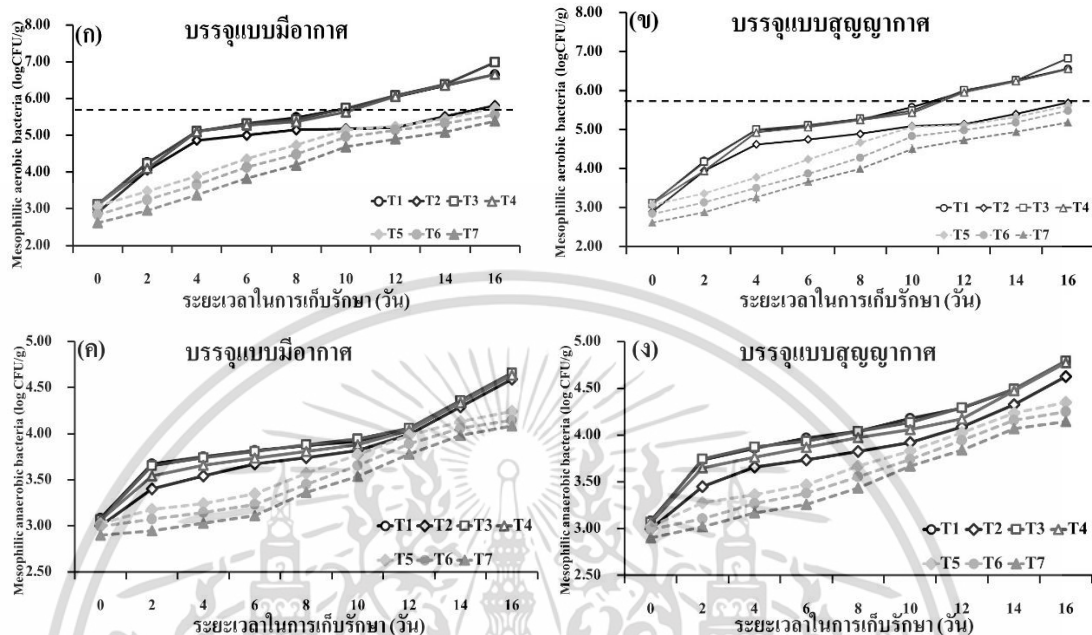 (ก) บรรจุแบบมีอากาศ
Mesophillic aerobic bacteria (logCFU/g)
8.00
7.00
6.00
5.00
4.00
3.00
2.00
T1 T2 T3 T4
T5 T6 T7
0 2 4 6 8 10 12 14 16
ระยะเวลาในการเก็บรักษา (วัน)
(ข) บรรจุแบบสุญญากาศ
Mesophillic aerobic bacteria (logCFU/g)
8.00
7.00
6.00
5.00
4.00
3.00
2.00
T1 T2 T3 T4
T5 T6 T7
0 2 4 6 8 10 12 14 16
ระยะเวลาในการเก็บรักษา (วัน)
(ค) บรรจุแบบมีอากาศ
Mesophilic anaerobic bacteria (log CFU/g)
5.00
4.50
4.00
3.50
3.00
2.50
T1 T2 T3 T4
T5 T6 T7
0 2 4 6 8 10 12 14 16
ระยะเวลาในการเก็บรักษา (วัน)
(ง) บรรจุแบบสุญญากาศ
Mesophilic anaerobic bacteria (log CFU/g)
5.00
4.50
4.00
3.50
3.00
2.50
T1 T2 T3 T4
T5 T6 T7
0 2 4 6 8 10 12 14 16
ระยะเวลาในการเก็บรักษา (วัน)